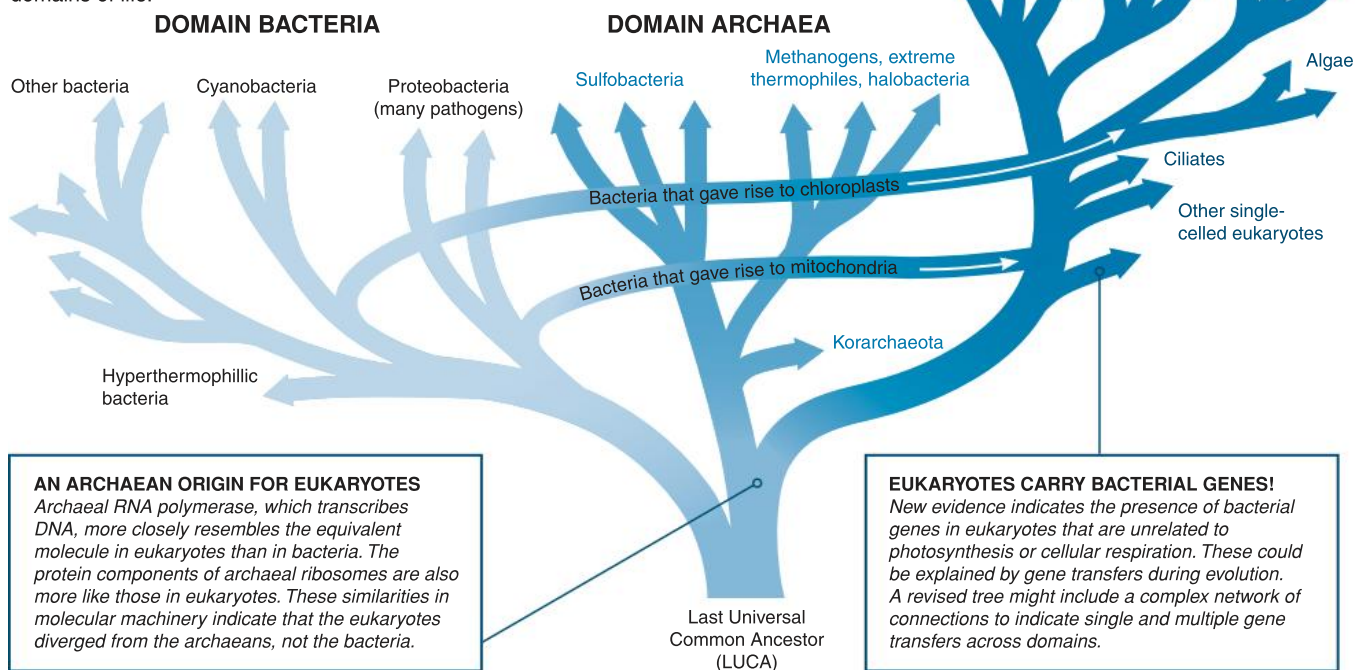 domains of life.
DOMAIN BACTERIA
DOMAIN ARCHAEA
Other bacteria
Cyanobacteria
Proteobacteria
(many pathogens)
Sulfobacteria
Methanogens, extreme
thermophiles, halobacteria
Algae
Ciliates
Other single-
celled eukaryotes
Bacteria that gave rise to chloroplasts
Bacteria that gave rise to mitochondria
Korarchaeota
Hyperthermophillic
bacteria
AN ARCHAEAN ORIGIN FOR EUKARYOTES
Archaeal RNA polymerase, which transcribes
DNA, more closely resembles the equivalent
molecule in eukaryotes than in bacteria. The
protein components of archaeal ribosomes are also
more like those in eukaryotes. These similarities in
molecular machinery indicate that the eukaryotes
diverged from the archaeans, not the bacteria.
Last Universal
Common Ancestor
(LUCA)
EUKARYOTES CARRY BACTERIAL GENES!
New evidence indicates the presence of bacterial
genes in eukaryotes that are unrelated to
photosynthesis or cellular respiration. These could
be explained by gene transfers during evolution.
A revised tree might include a complex network of
connections to indicate single and multiple gene
transfers across domains.